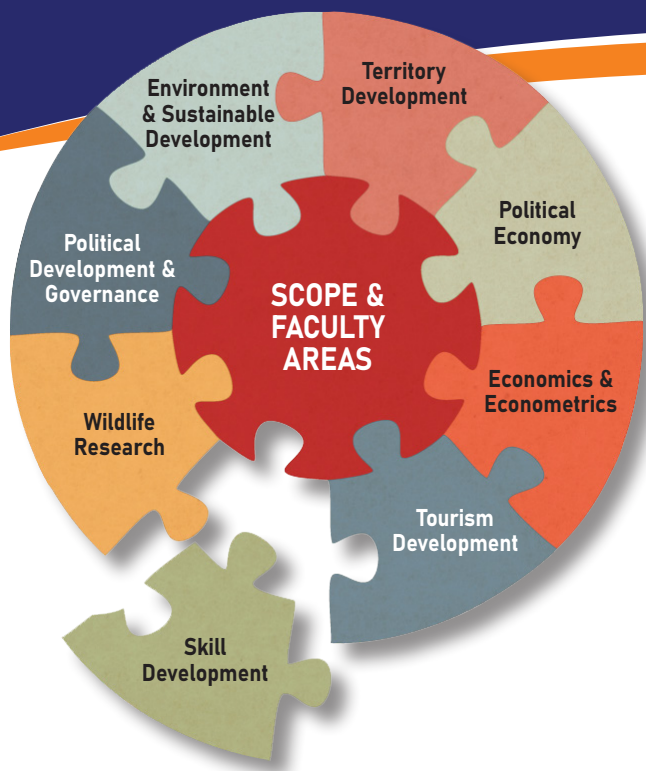 Environment
& Sustainable
Development
Territory
Development
Political
Economy
Political
Development &
Governance
SCOPE &
FACULTY
AREAS
Economics &
Econometrics
Wildlife
Research
Tourism
Development
Skill
Development